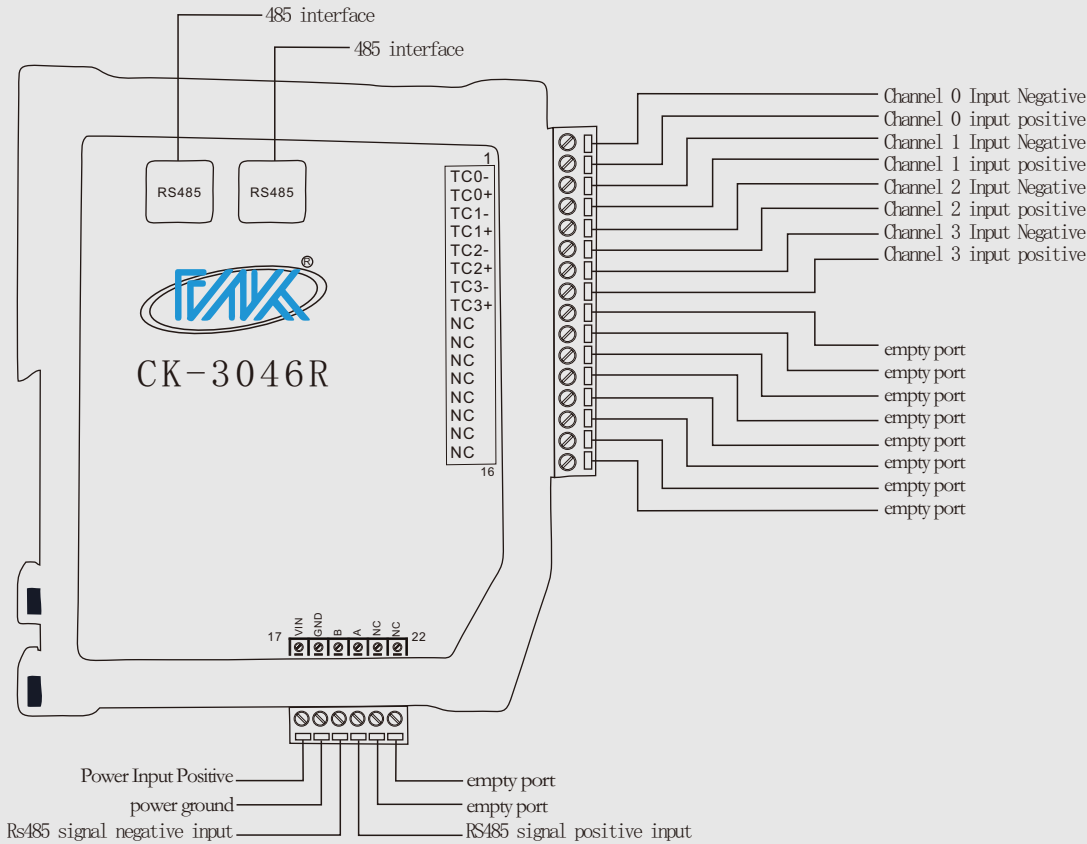 485 interface
485 interface
Channel 0 Input Negative
Channel 0 input positive
Channel 1 Input Negative
Channel 1 input positive
Channel 2 Input Negative
Channel 2 input positive
Channel 3 Input Negative
Channel 3 input positive
RS485
RS485
1
TC0-
TC0+
TC1-
TC1+
TC2-
TC2+
TC3-
TC3+
NC
NC
NC
NC
NC
NC
NC
NC
16
®
CK-3046R
empty port
empty port
empty port
empty port
empty port
empty port
empty port
empty port
17
VIN
GND
B
A
NC
NC
22
Power Input Positive
power ground
Rs485 signal negative input
empty port
empty port
RS485 signal positive input